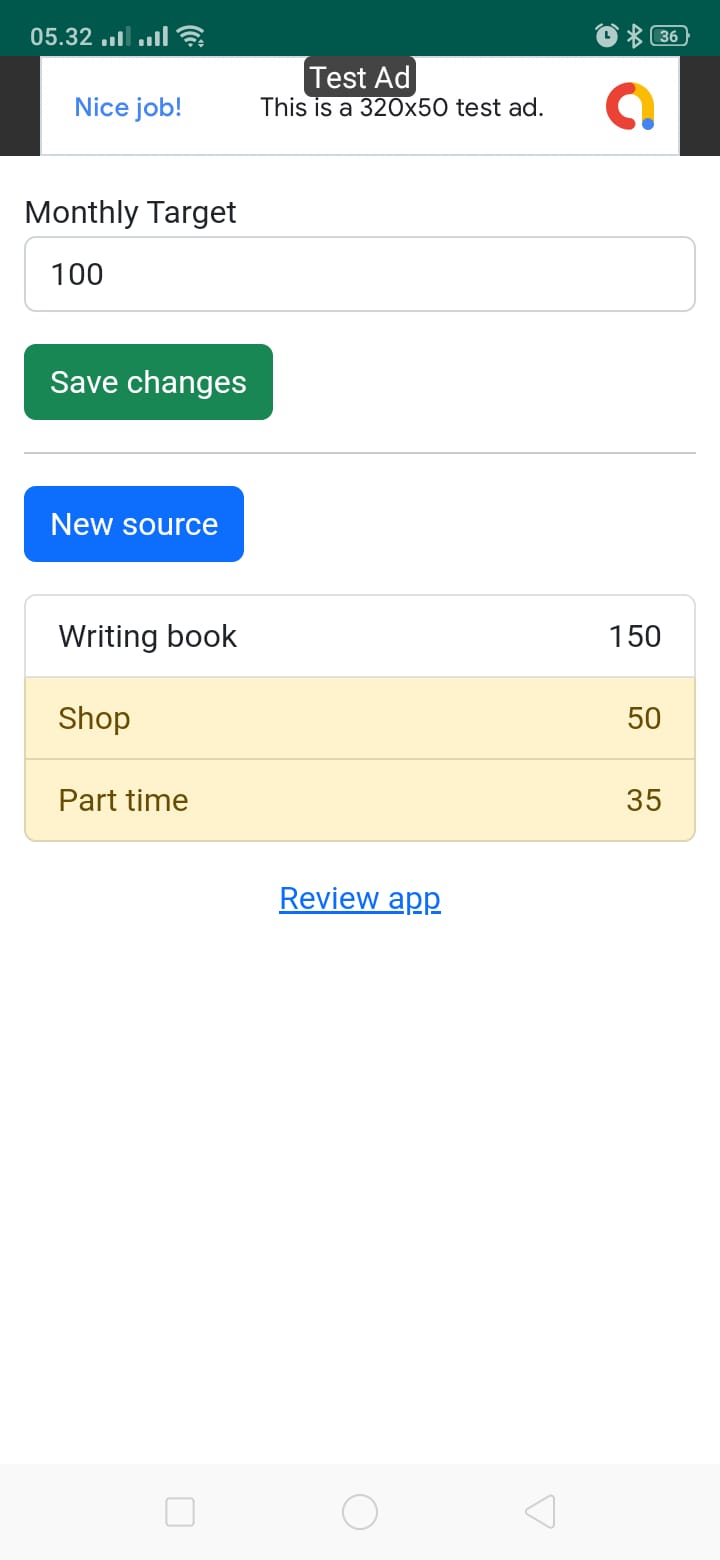 05.32
36
Test Ad
Nice job! This is a 320x50 test ad.
Monthly Target
100
Save changes
New source
Writing book 150
Shop 50
Part time 35
Review app